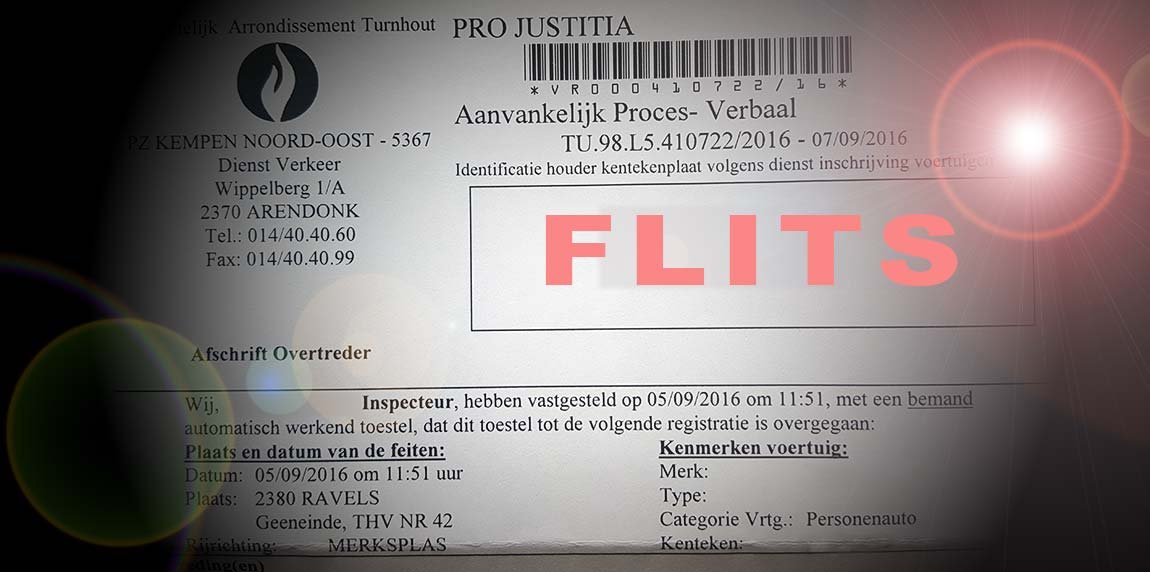 Arrondissement Turnhout
PRO JUSTITIA
*VR000410722/16*
Aanvankelijk Proces- Verbaal
TU.98.L5.410722/2016 - 07/09/2016
Identificatie houder kentekenplaat volgens dienst inschrijving voertuigen
PZ KEMPEN NOORD-OOST - 5367
Dienst Verkeer
Wippelberg 1/A
2370 ARENDONK
Tel.: 014/40.40.60
Fax: 014/40.40.99
FLITS
Afschrift Overtreder
Wij, Inspecteur, hebben vastgesteld op 05/09/2016 om 11:51, met een bemand
automatisch werkend toestel, dat dit toestel tot de volgende registratie is overgegaan:
Plaats en datum van de feiten:
Datum: 05/09/2016 om 11:51 uur
Plaats: 2380 RAVELS
Geeneinde, THV NR 42
Rijrichting: MERKSPLAS
Kenmerken voertuig:
Merk:
Type:
Categorie Vrtg.: Personenauto
Kenteken: